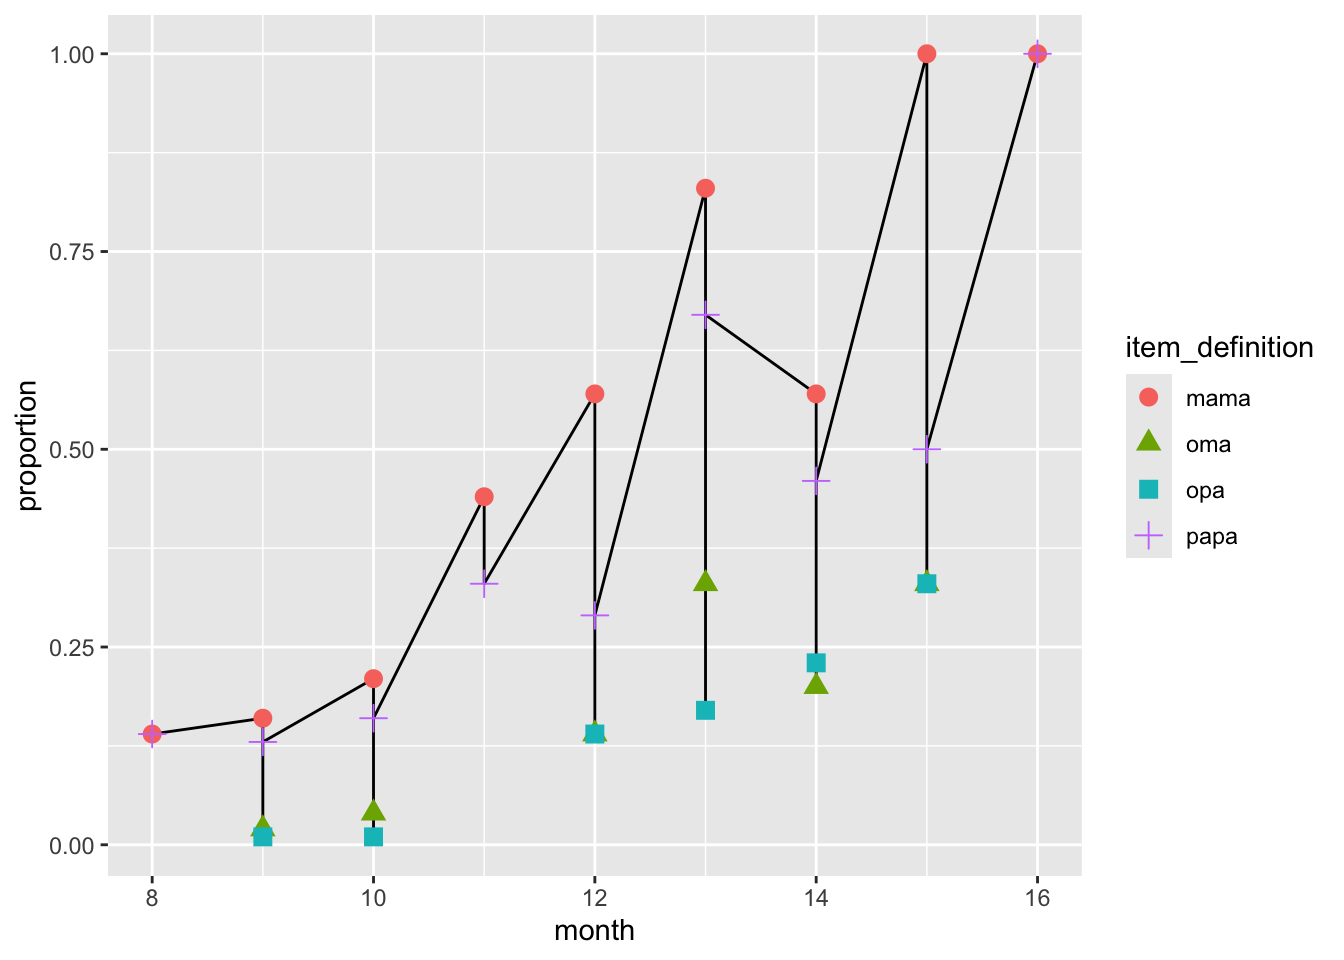 1.00
0.75
0.50
0.25
0.00
proportion
8 10 12 14 16
month
item_definition
mama
oma
opa
papa